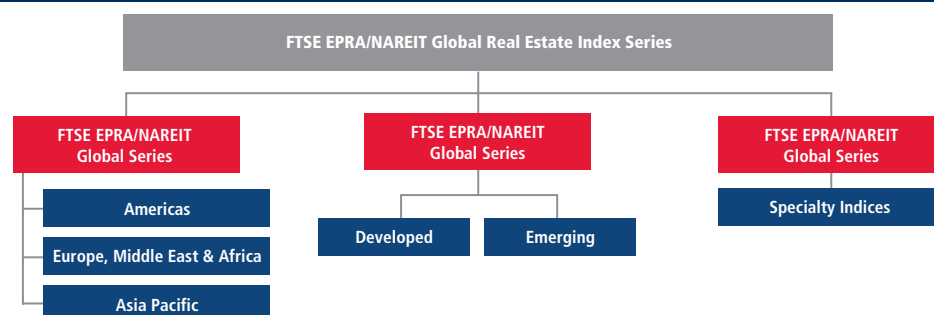 FTSE EPRA/NAREIT Global Real Estate Index Series
FTSE EPRA/NAREIT
Global Series
Americas
Europe, Middle East & Africa
Asia Pacific
FTSE EPRA/NAREIT
Global Series
Developed
Emerging
FTSE EPRA/NAREIT
Global Series
Specialty Indices